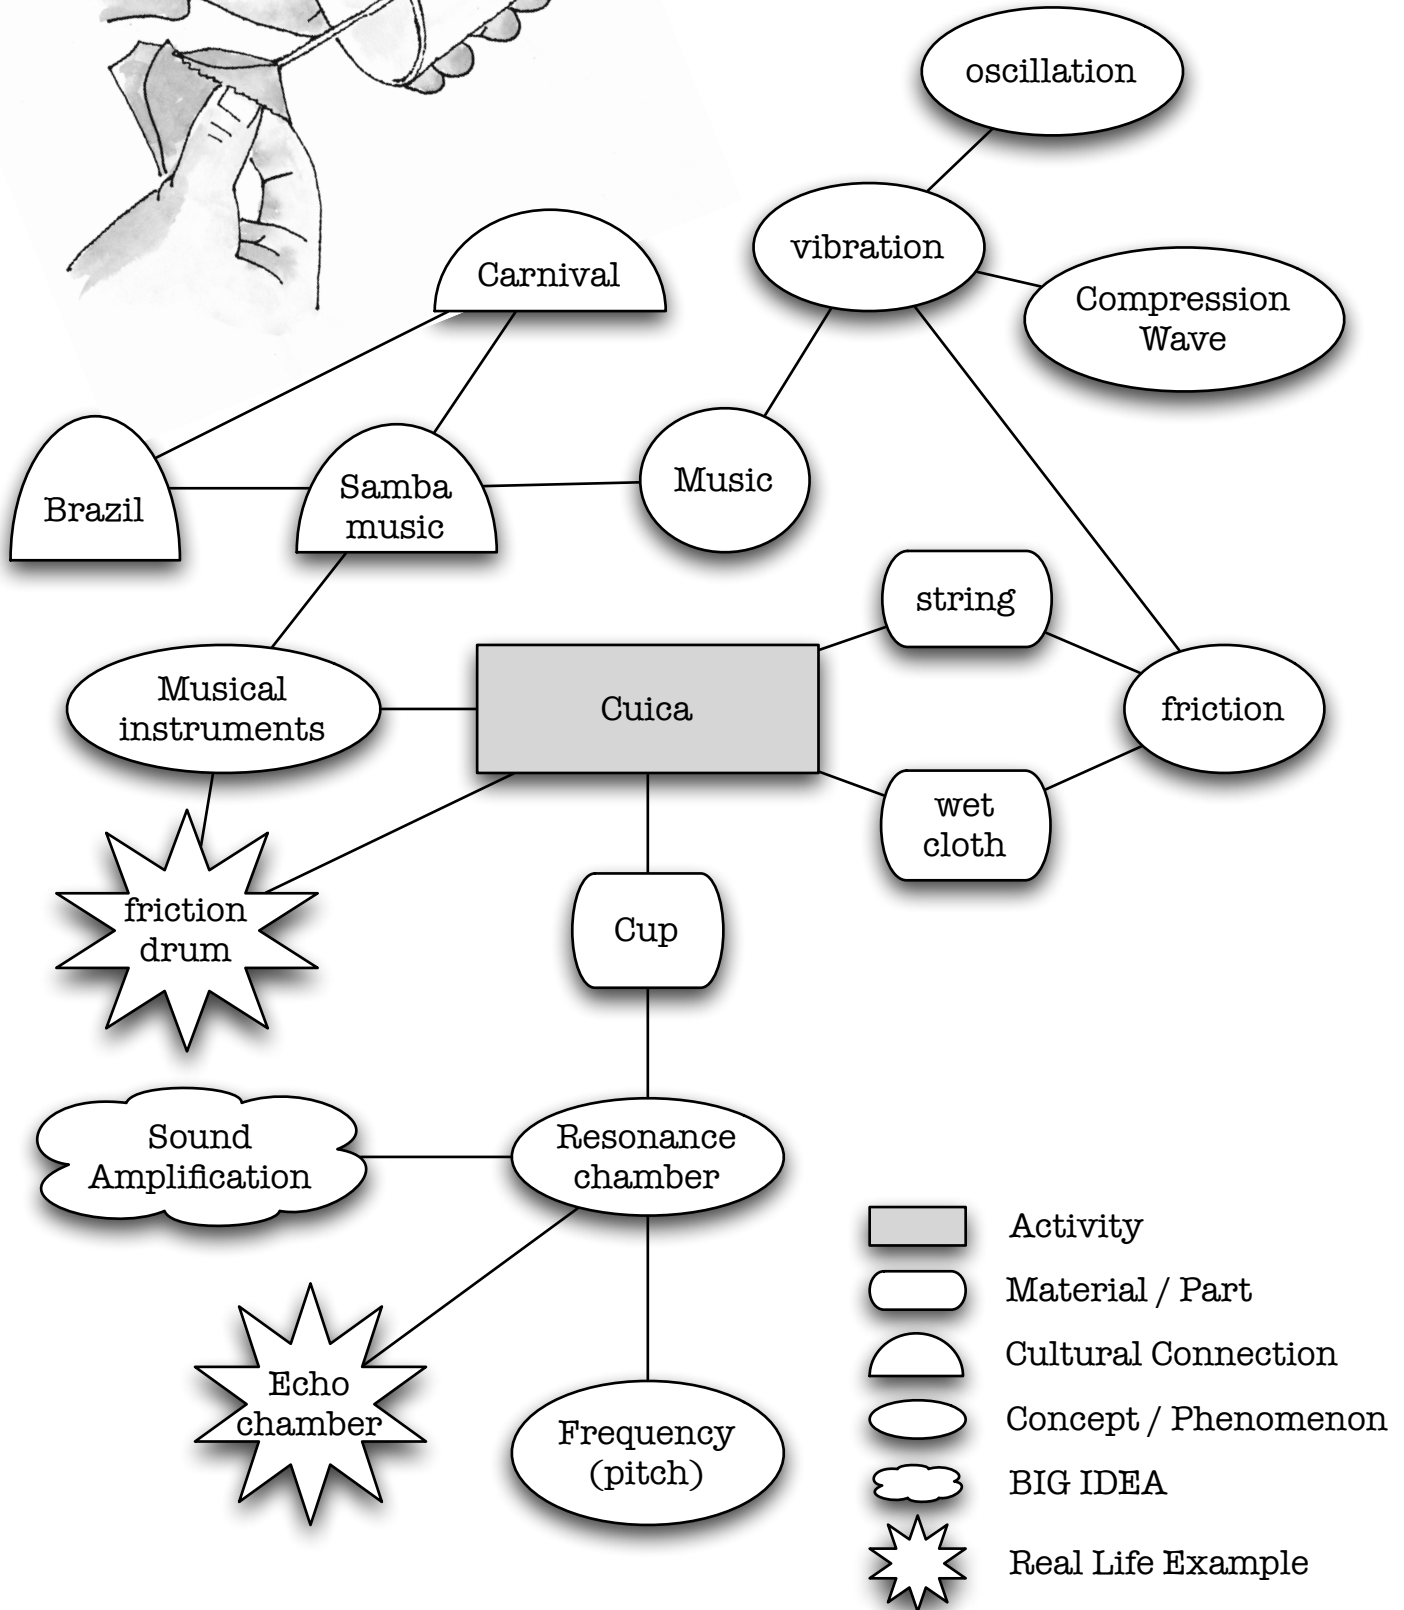 oscillation
vibration
Carnival
Compression
Wave
Brazil
Samba
music
Music
string
Musical
instruments
Cuica
friction
wet
cloth
friction
drum
Cup
Sound
Amplification
Resonance
chamber
Echo
chamber
Frequency
(pitch)
Activity
Material / Part
Cultural Connection
Concept / Phenomenon
BIG IDEA
Real Life Example